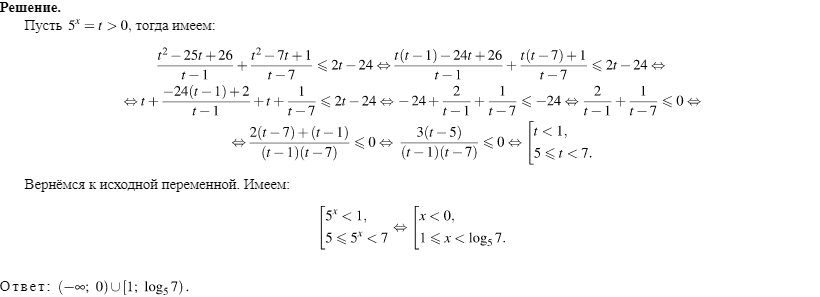 Решение.
Пусть 5^x = t > 0, тогда имеем:
(t^2 − 25t + 26)/(t − 1) + (t^2 − 7t + 1)/(t − 7) ⩽ 2t − 24 ⇔ (t(t − 1) − 24t + 26)/(t − 1) + (t(t − 7) + 1)/(t − 7) ⩽ 2t − 24 ⇔
⇔ t + (−24(t − 1) + 2)/(t − 1) + t + 1/(t − 7) ⩽ 2t − 24 ⇔ −24 + 2/(t − 1) + 1/(t − 7) ⩽ −24 ⇔ 2/(t − 1) + 1/(t − 7) ⩽ 0 ⇔
⇔ (2(t − 7) + (t − 1))/((t − 1)(t − 7)) ⩽ 0 ⇔ (3(t − 5))/((t − 1)(t − 7)) ⩽ 0 ⇔ [t < 1, 5 ⩽ t < 7.
Вернёмся к исходной переменной. Имеем:
[5^x < 1, 5 ⩽ 5^x < 7 ⇔ [x < 0, 1 ⩽ x < log_5 7.
Ответ: (−∞; 0) ∪ [1; log_5 7).